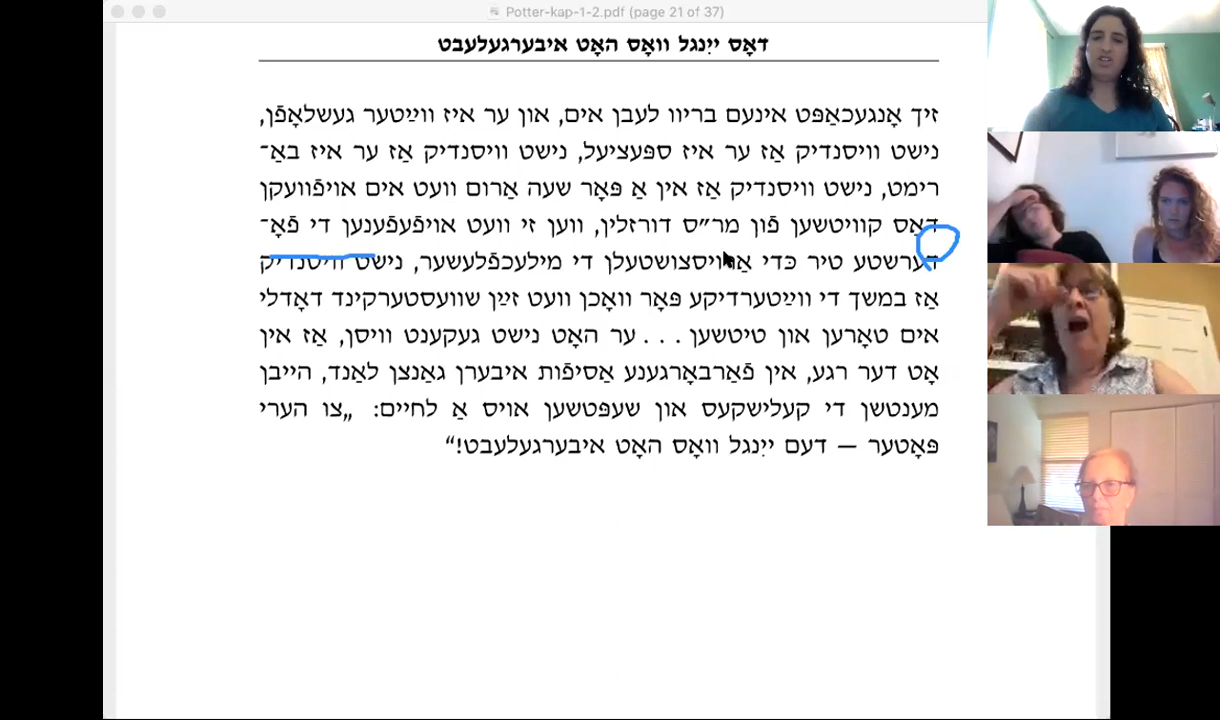 Potter-kap-1-2.pdf (page 21 of 37)
דאָס ייִנגל וואָס האָט איבערגעלעבט
זיך אָנגעכאַפּט אינעם בריוו לעבן אים, און ער איז ווײַטער געשלאָפֿן,
נישט וויסנדיק אַז ער איז ספּעציעל, נישט וויסנדיק אַז ער איז באַ־
רימט, נישט וויסנדיק אַז אין אַ פּאָר שעה אַרום וועט אים אויפֿוועקן
דאָס קוויטשען פֿון מר״ס דורזלין, ווען זי וועט אויפֿעפֿענען די פֿאָ־
דערשטע טיר כּדי אַרויסצושטעלן די מילעכפֿלעשער, נישט וויסנדיק
אַז במשך די ווײַטערדיקע פּאָר וואָכן וועט זײַן שוועסטערקינד דאָדלי
אים טאָרען און טיטשען . . . ער האָט נישט געקענט וויסן, אַז אין
אָט דער רגע, אין פֿאַרבאָרגענע אַסיפֿות איבערן גאַנצן לאַנד, הייבן
מענטשן די קעלישקעס און שעפּטשען אויס אַ לחיים: „צו הערי
פּאָטער — דעם ייִנגל וואָס האָט איבערגעלעבט!“